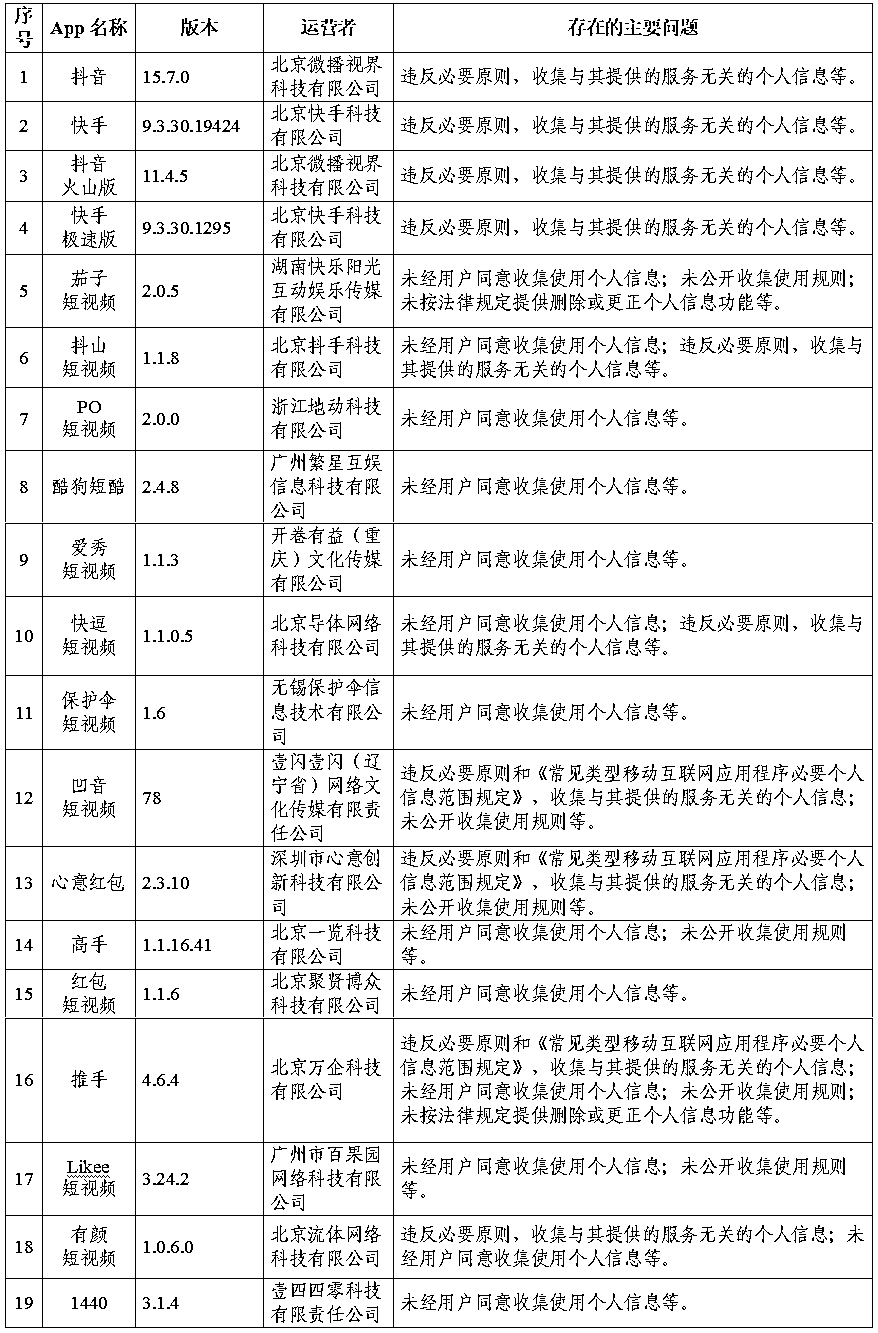 序号 App 名称 版本 运营者 存在的主要问题
1 抖音 15.7.0 北京微播视界科技有限公司 违反必要原则，收集与其提供的服务无关的个人信息等。
2 快手 9.3.30.19424 北京快手科技有限公司 违反必要原则，收集与其提供的服务无关的个人信息等。
3 抖音火山版 11.4.5 北京微播视界科技有限公司 违反必要原则，收集与其提供的服务无关的个人信息等。
4 快手极速版 9.3.30.1295 北京快手科技有限公司 违反必要原则，收集与其提供的服务无关的个人信息等。
5 茄子短视频 2.0.5 湖南快乐阳光互动娱乐传媒有限公司 未经用户同意收集使用个人信息；未公开收集使用规则；未按法律规定提供删除或更正个人信息功能等。
6 抖山短视频 1.1.8 北京抖手科技有限公司 未经用户同意收集使用个人信息；违反必要原则，收集与其提供的服务无关的个人信息等。
7 PO短视频 2.0.0 浙江地动科技有限公司 未经用户同意收集使用个人信息等。
8 酷狗短酷 2.4.8 广州繁星互娱信息科技有限公司 未经用户同意收集使用个人信息等。
9 爱秀短视频 1.1.3 开卷有益（重庆）文化传媒有限公司 未经用户同意收集使用个人信息等。
10 快逗短视频 1.1.0.5 北京导体网络科技有限公司 未经用户同意收集使用个人信息；违反必要原则，收集与其提供的服务无关的个人信息等。
11 保护伞短视频 1.6 无锡保护伞信息技术有限公司 未经用户同意收集使用个人信息等。
12 凹音短视频 78 壹闪壹闪（辽宁省）网络文化传媒有限责任公司 违反必要原则和《常见类型移动互联网应用程序必要个人信息范围规定》，收集与其提供的服务无关的个人信息；未公开收集使用规则等。
13 心意红包 2.3.10 深圳市心意创新科技有限公司 违反必要原则和《常见类型移动互联网应用程序必要个人信息范围规定》，收集与其提供的服务无关的个人信息；未公开收集使用规则等。
14 高手 1.1.16.41 北京一览科技有限公司 未经用户同意收集使用个人信息；未公开收集使用规则等。
15 红包短视频 1.1.6 北京聚贤博众科技有限公司 未经用户同意收集使用个人信息等。
16 推手 4.6.4 北京万企科技有限公司 违反必要原则和《常见类型移动互联网应用程序必要个人信息范围规定》，收集与其提供的服务无关的个人信息；未经用户同意收集使用个人信息；未公开收集使用规则；未按法律规定提供删除或更正个人信息功能等。
17 Likee短视频 3.24.2 广州市百果园网络科技有限公司 未经用户同意收集使用个人信息；未公开收集使用规则等。
18 有颜短视频 1.0.6.0 北京流体网络科技有限公司 违反必要原则，收集与其提供的服务无关的个人信息；未经用户同意收集使用个人信息等。
19 1440 3.1.4 壹四四零科技有限责任公司 未经用户同意收集使用个人信息等。